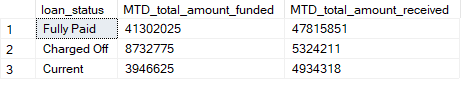 loan_status MTD_total_amount_funded MTD_total_amount_received
1 Fully Paid 41302025 47815851
2 Charged Off 8732775 5324211
3 Current 3946625 4934318